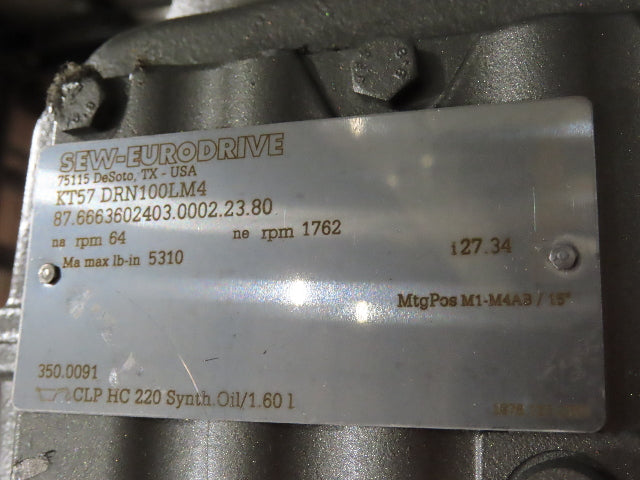 SEW-EURODRIVE
75115 DeSoto, TX - USA
KT57 DRN100LM4
87.6663602403.0002.23.80
na rpm 64 ne rpm 1762 i 27.34
Ma max lb-in 5310
MtgPos M1-M4AB / 15°
350.0091
CLP HC 220 Synth.Oil/1.60 l